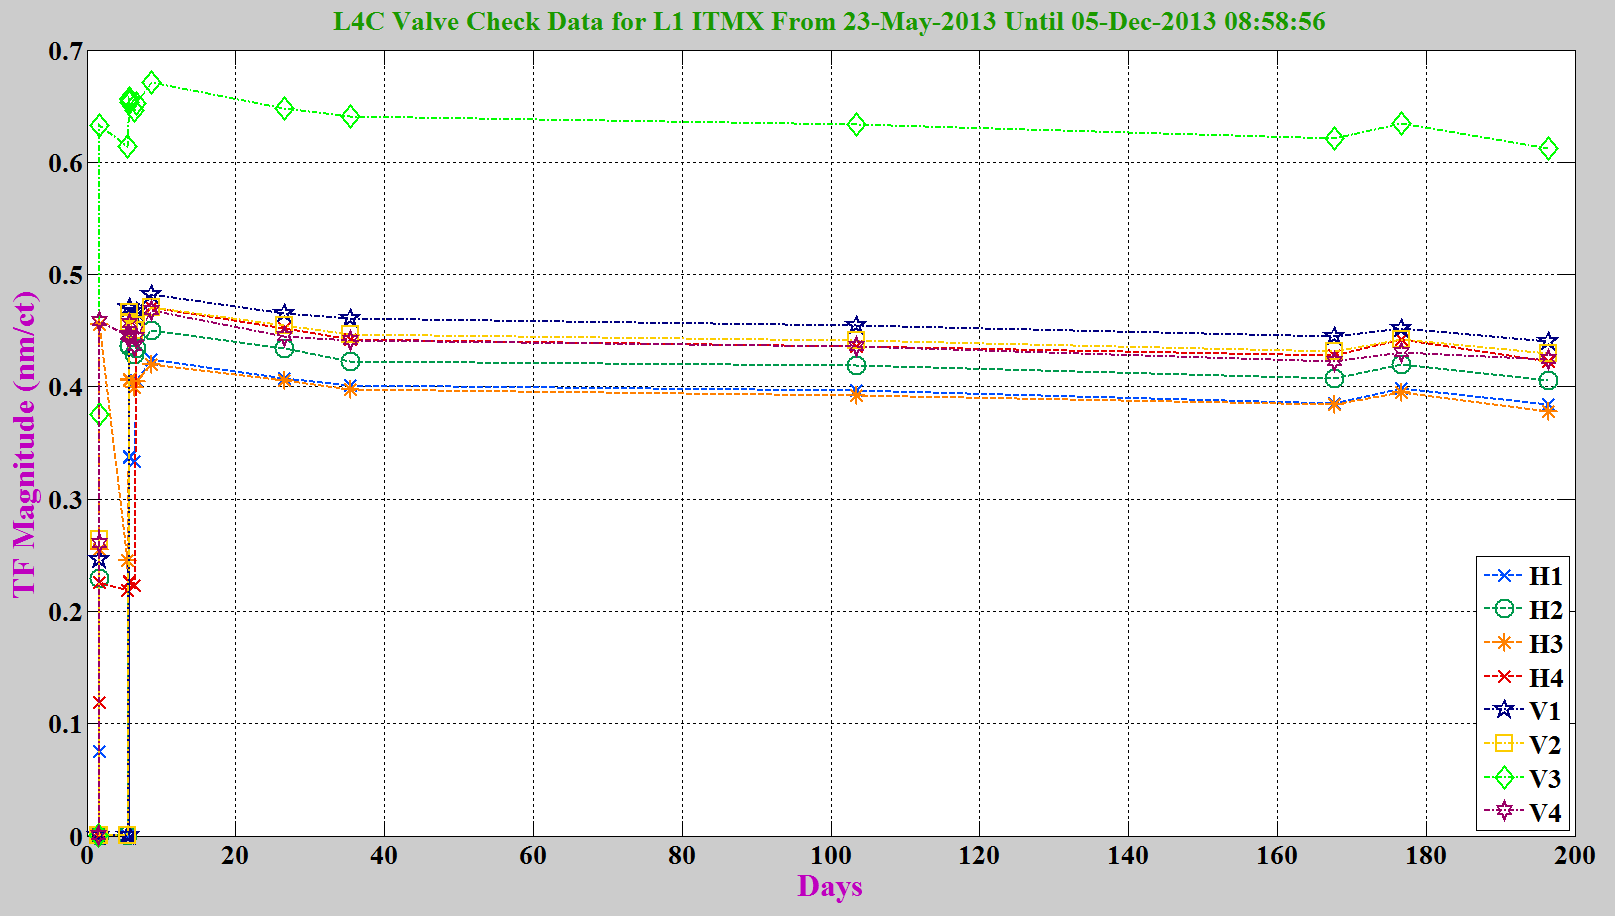 L4C Valve Check Data for L1 ITMX From 23-May-2013 Until 05-Dec-2013 08:58:56
TF Magnitude (nm/ct)
0.7
0.6
0.5
0.4
0.3
0.2
0.1
0
0 20 40 60 80 100 120 140 160 180 200
Days
H1
H2
H3
H4
V1
V2
V3
V4